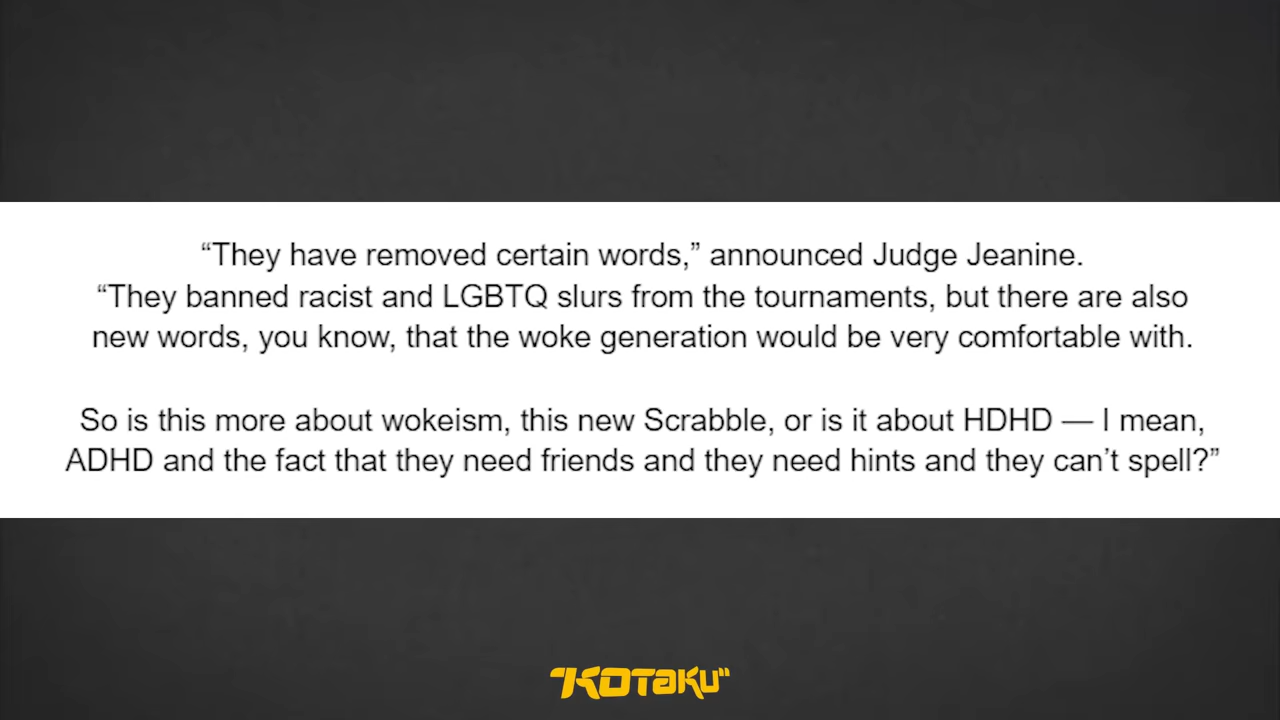 “They have removed certain words,” announced Judge Jeanine.
“They banned racist and LGBTQ slurs from the tournaments, but there are also
new words, you know, that the woke generation would be very comfortable with.
So is this more about wokeism, this new Scrabble, or is it about HDHD — I mean,
ADHD and the fact that they need friends and they need hints and they can’t spell?”
"KOTAKU"